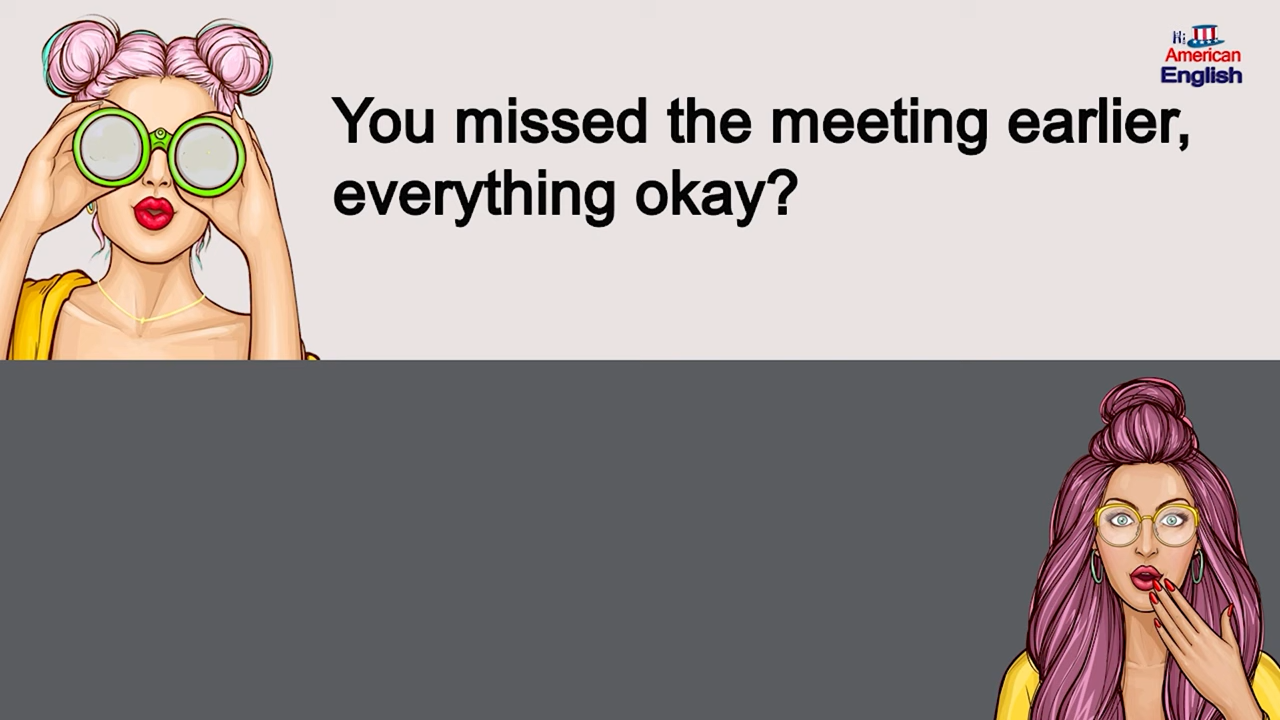 Hi
American
English
You missed the meeting earlier,
everything okay?